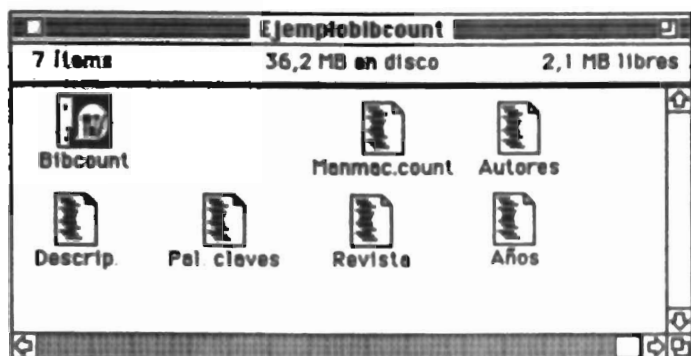 Ejemplobibcount
7 ítems 36,2 MB en disco 2,1 MB libres
Bibcount Manmac.count Autores
Descrip. Pal. claves Revista Años